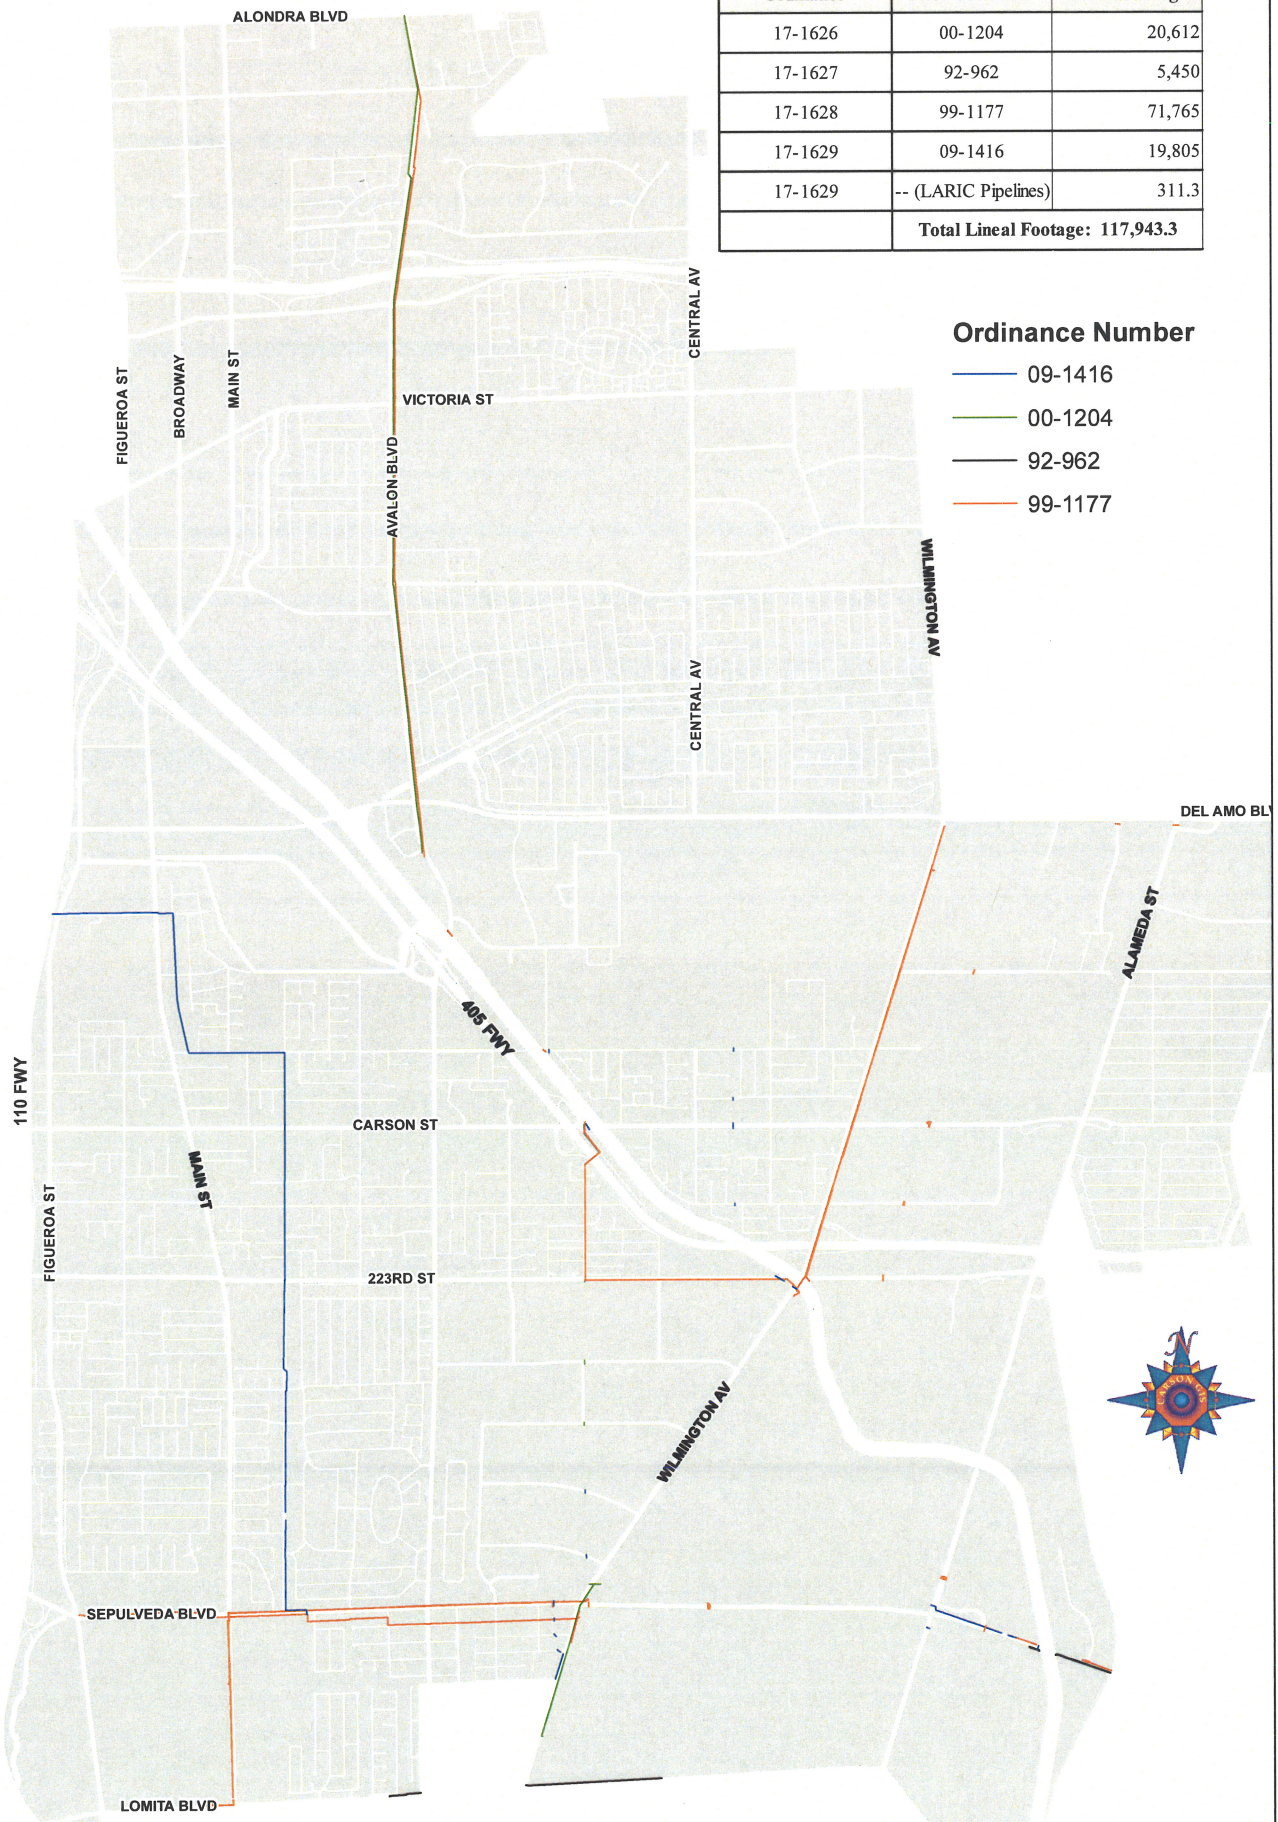 ALONDRA BLVD
17-1626 00-1204 20,612
17-1627 92-962 5,450
17-1628 99-1177 71,765
17-1629 09-1416 19,805
17-1629 -- (LARIC Pipelines) 311.3
Total Lineal Footage: 117,943.3
CENTRAL AV
Ordinance Number
09-1416
00-1204
92-962
99-1177
FIGUEROA ST
BROADWAY
MAIN ST
VICTORIA ST
AVALON BLVD
WILMINGTON AV
CENTRAL AV
DEL AMO BLV
ALAMEDA ST
405 FWY
110 FWY
CARSON ST
MAIN ST
FIGUEROA ST
223RD ST
N
CARSON GIS
WILMINGTON AV
SEPULVEDA BLVD
LOMITA BLVD